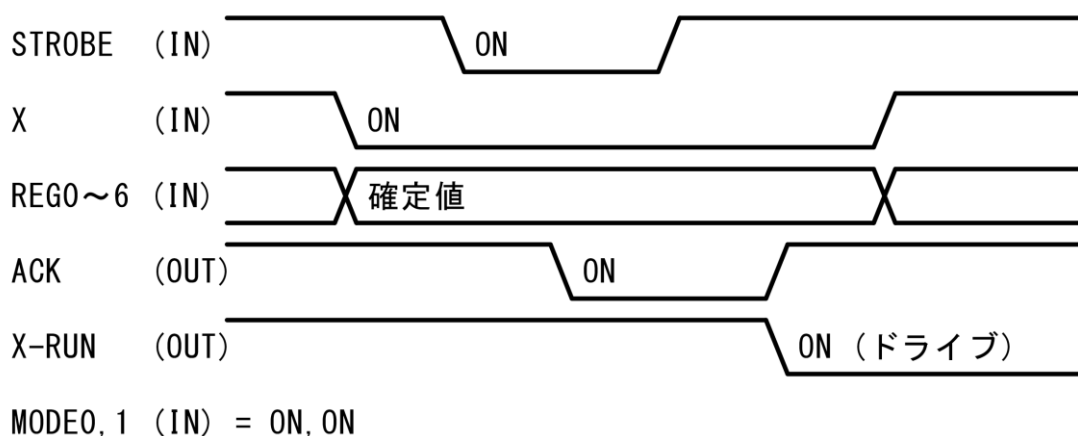 STROBE (IN) ON
X (IN) ON
REG0～6 (IN) 確定値
ACK (OUT) ON
X-RUN (OUT) ON (ドライブ)
MODE0,1 (IN) = ON,ON